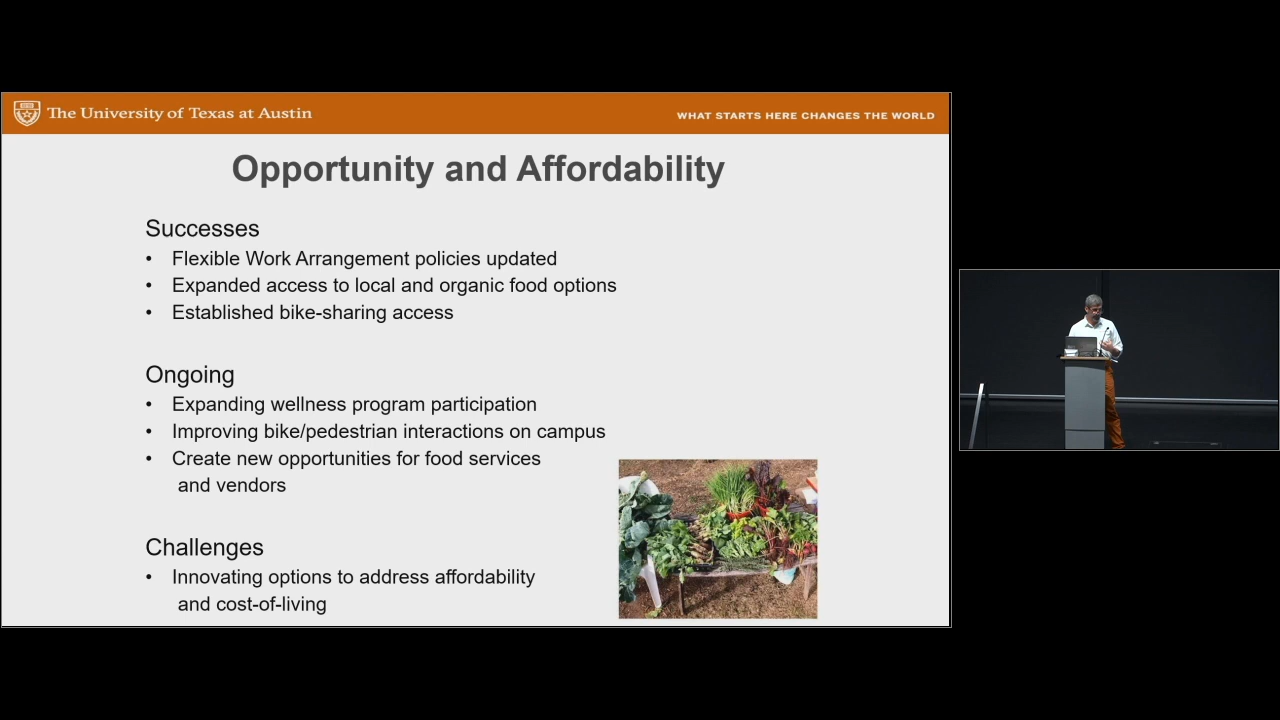 The University of Texas at Austin
WHAT STARTS HERE CHANGES THE WORLD
Opportunity and Affordability
Successes
• Flexible Work Arrangement policies updated
• Expanded access to local and organic food options
• Established bike-sharing access
Ongoing
• Expanding wellness program participation
• Improving bike/pedestrian interactions on campus
• Create new opportunities for food services
and vendors
Challenges
• Innovating options to address affordability
and cost-of-living